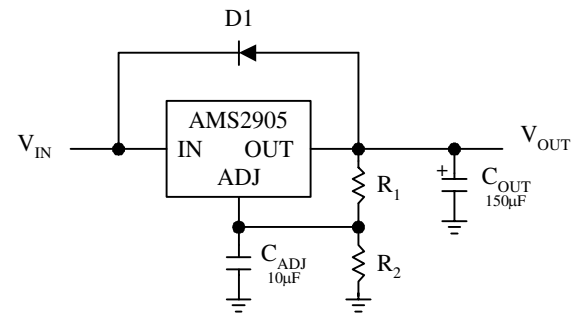 D1
AMS2905
V_IN
IN OUT
V_OUT
ADJ
+
R_1
C_OUT
150µF
C_ADJ
10µF
R_2